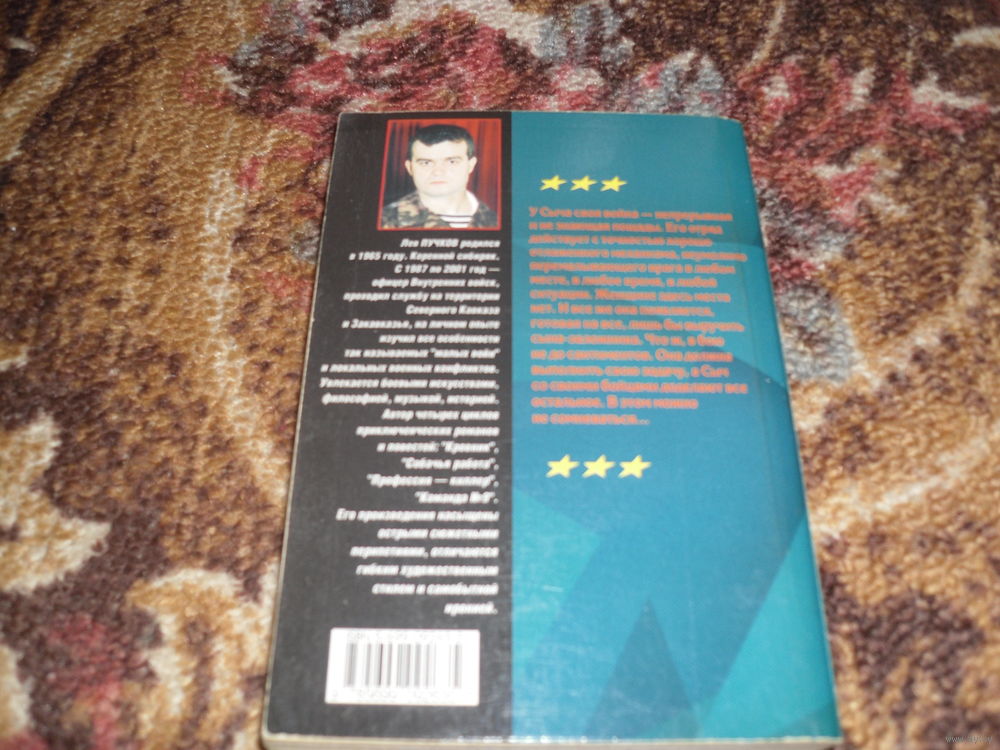 Лев ПУЧКОВ родился
в 1965 году. Коренной сибиряк.
С 1987 по 2001 год —
офицер Внутренних войск,
проходил службу на территории
Северного Кавказа
и Закавказья, на личном опыте
изучил все особенности
так называемых "малых войн"
и локальных военных конфликтов.
Увлекается боевыми искусствами,
философией, музыкой, историей.
Автор четырех циклов
приключенческих романов
и повестей: "Кровник",
"Собачья работа",
"Профессия — киллер",
"Команда №9".
Его произведения насыщены
острыми сюжетными
перипетиями, отличаются
гибким художественным
стилем и самобытной
иронией.
У Сыча своя война — непрерывная
и не знающая пощады. Его отряд
действует с точностью хорошо
отлаженного механизма, неумолимо
перемалывающего врага в любом
месте, в любое время, в любой
ситуации. Женщине здесь места
нет. И все же она появляется,
готовая на все, лишь бы выручить
сына-
Что ж, в бою
не до сантиментов. Она должна
выполнить свою задачу, а Сыч
со своими бойцами сделает все
остальное. В этом можно
не сомневаться...